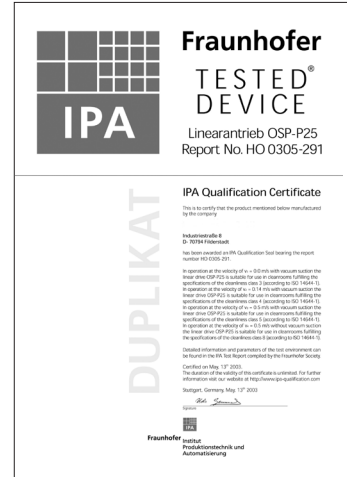 IPA
Fraunhofer
TESTED®
DEVICE
Linearantrieb OSP-P25
Report No. HO 0305-291
DUPLIKAT
IPA Qualification Certificate
This is to certify that the product mentioned below manufactured
by the company
Industriestraße 8
D- 70794 Filderstadt
has been awarded an IPA Qualification Seal bearing the report
number HO-0305-291.
In operation at the velocity of
m/s with vacuum suction the
linear drive OSP-P25 is suitable for use in cleanrooms fulfilling the
specifications of the cleanliness class 3 (according to ISO 14644-1).
In operation at the velocity of v = 0.14 m/s with vacuum suction the
linear drive OSP-P25 is suitable for use in cleanrooms fulfilling the
specifications of the cleanliness class 4 (according to ISO 14644-1).
In operation at the velocity of v = 0.5 m/s with vacuum suction the
linear drive OSP-P25 is suitable for use in cleanrooms fulfilling the
specifications of the cleanliness class 5 (according to ISO 14644-1).
In operation at the velocity of v = 0.5 m/s without vacuum suction
the linear drive OSP-P25 is suitable for use in cleanrooms fulfilling
the specifications of the cleanliness class 6 (according to ISO 14644-1).
Detailed information and parameters of the test environment can
be found in the IPA Test Report compiled by the Fraunhofer Society.
Certified on May, 13th 2003.
The duration of the validity of this certificate is unlimited. For further
information visit our website at http://www.ipa-qualification.com
Stuttgart, Germany, May, 13th 2003
Signature
IPA
Fraunhofer Institut
Produktionstechnik und
Automatisierung